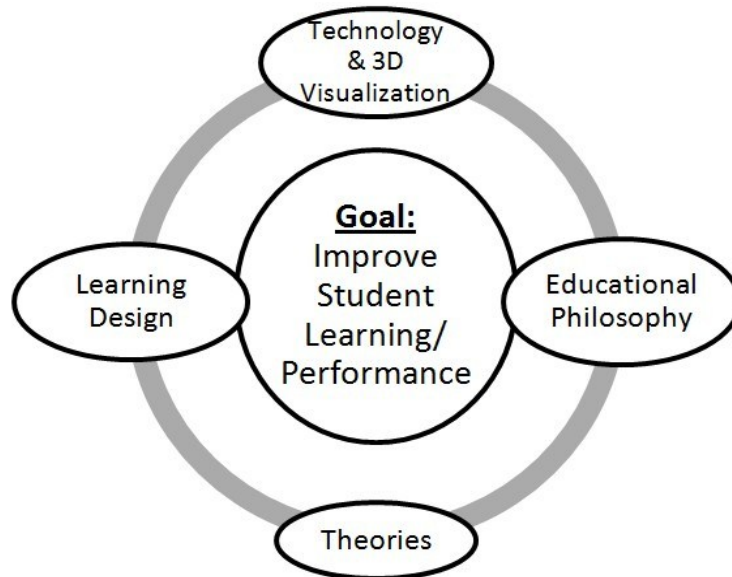 Technology
& 3D
Visualization
Goal:
Improve
Student
Learning/
Performance
Learning
Design
Educational
Philosophy
Theories